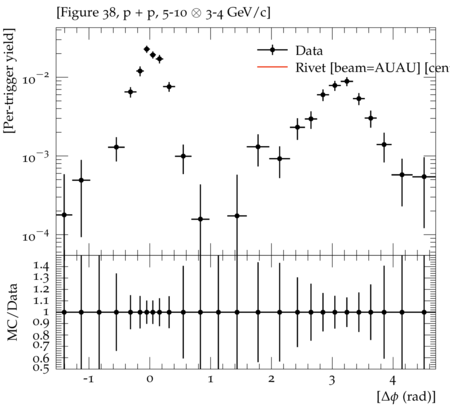 [Figure 38, p + p, 5-10 ⊗ 3-4 GeV/c]
[Per-trigger yield]
Data
Rivet [beam=AUAU] [cen
10⁻²
10⁻³
10⁻⁴
MC/Data
1.4
1.3
1.2
1.1
1
0.9
0.8
0.7
0.6
0.5
-1 0 1 2 3 4
[Δϕ (rad)]